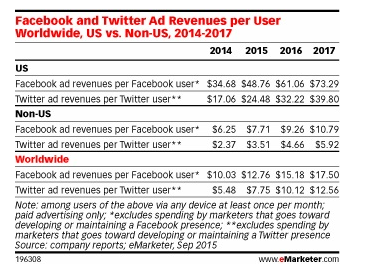 Facebook and Twitter Ad Revenues per User
Worldwide, US vs. Non-US, 2014-2017
2014 2015 2016 2017
US
Facebook ad revenues per Facebook user* $34.68 $48.76 $61.06 $73.29
Twitter ad revenues per Twitter user** $17.06 $24.48 $32.22 $39.80
Non-US
Facebook ad revenues per Facebook user* $6.25 $7.71 $9.26 $10.79
Twitter ad revenues per Twitter user** $2.37 $3.51 $4.66 $5.92
Worldwide
Facebook ad revenues per Facebook user* $10.03 $12.76 $15.18 $17.50
Twitter ad revenues per Twitter user** $5.48 $7.75 $10.12 $12.56
Note: among users of the above via any device at least once per month;
paid advertising only; *excludes spending by marketers that goes toward
developing or maintaining a Facebook presence; **excludes spending by
marketers that goes toward developing or maintaining a Twitter presence
Source: company reports; eMarketer, Sep 2015
196308 www.eMarketer.com